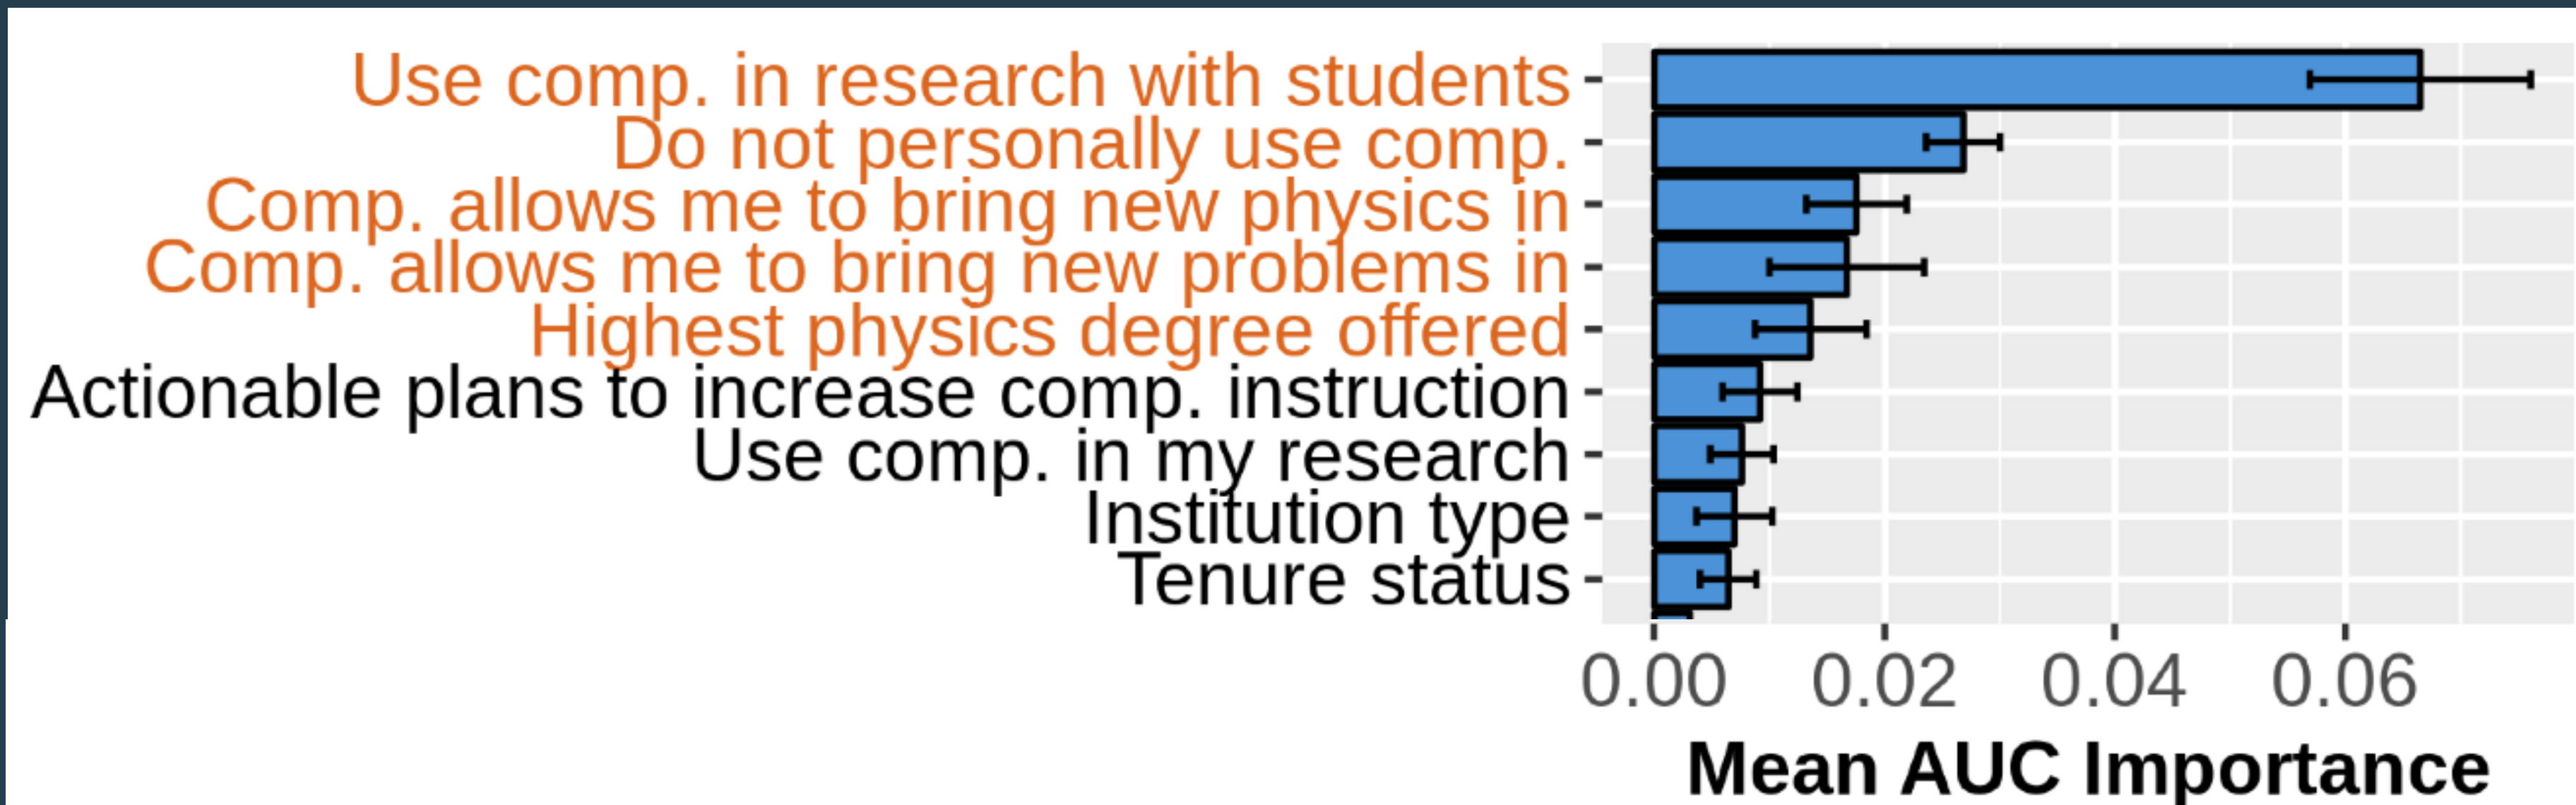 Use comp. in research with students
Do not personally use comp.
Comp. allows me to bring new physics in
Comp. allows me to bring new problems in
Highest physics degree offered
Actionable plans to increase comp. instruction
Use comp. in my research
Institution type
Tenure status
0.00 0.02 0.04 0.06
Mean AUC Importance